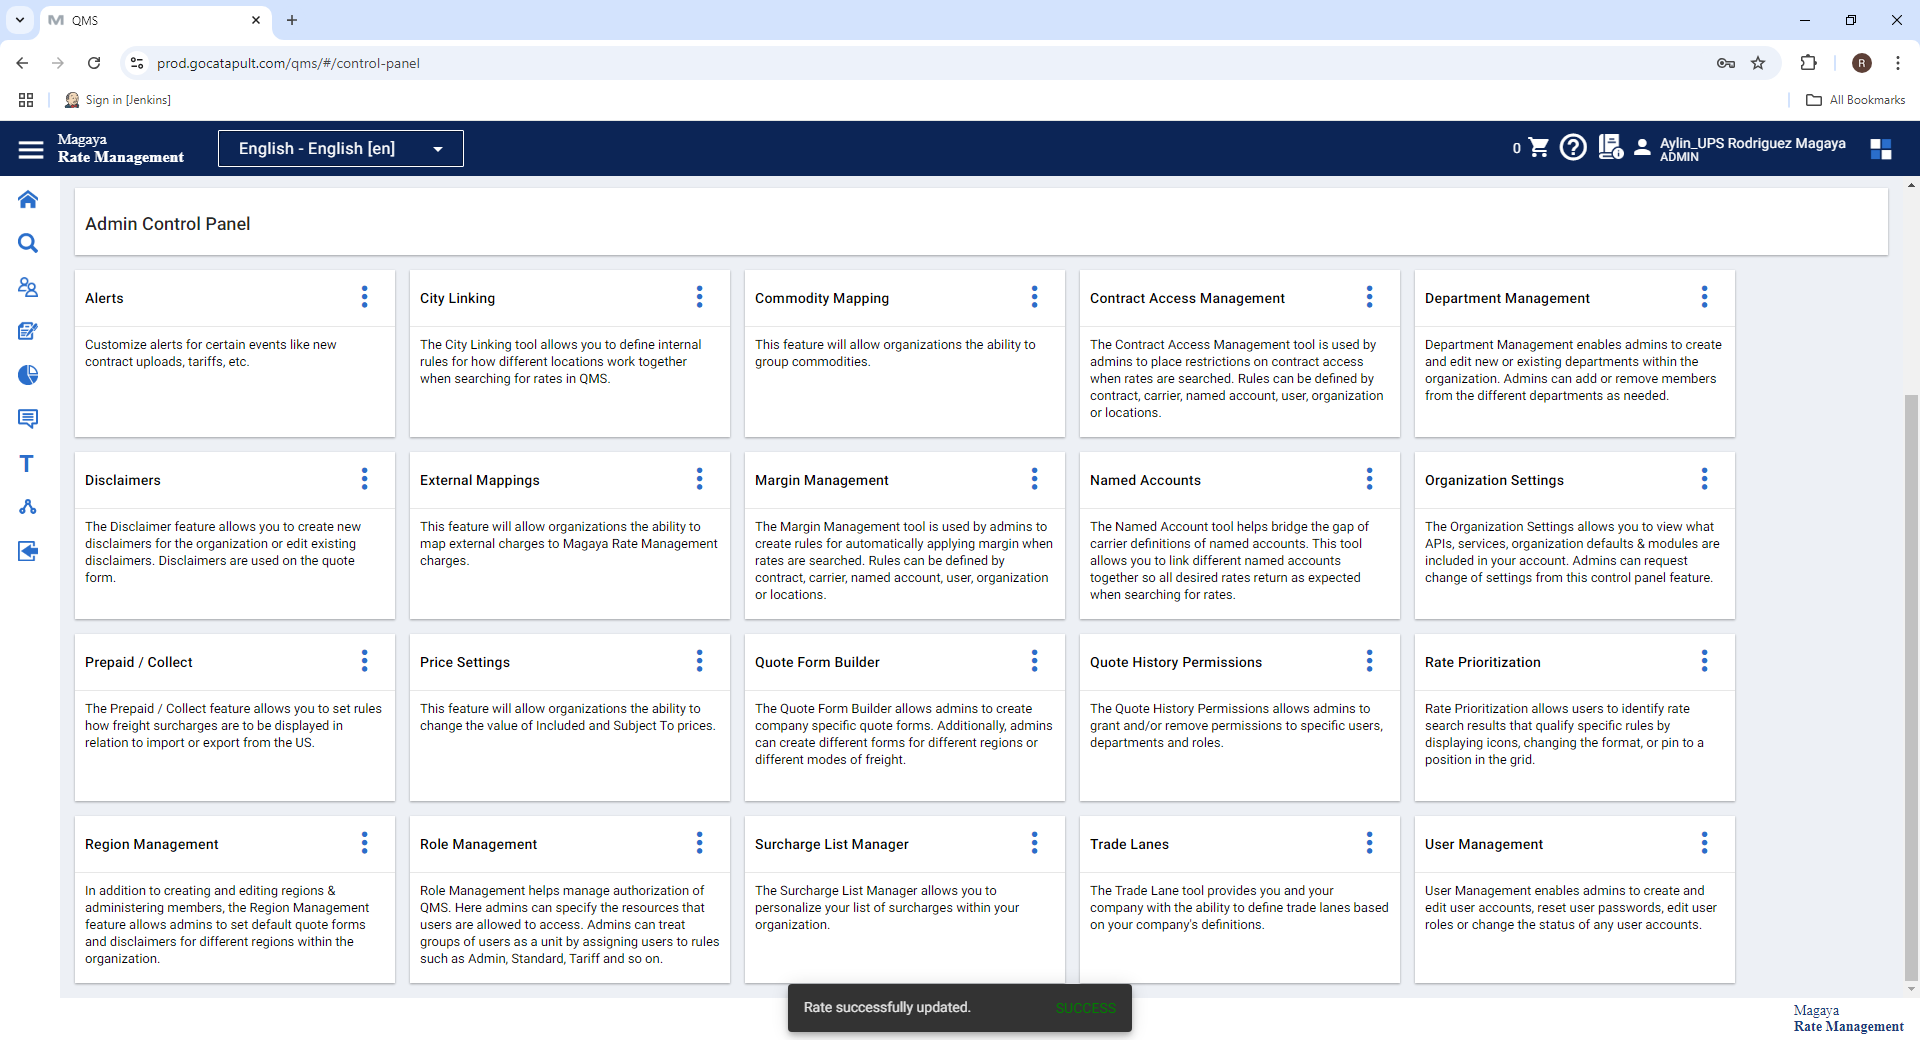 QMS
prod.gocatapult.com/qms/#/control-panel
R
Sign in [Jenkins]
All Bookmarks
Magaya
Rate Management
English - English [en]
0
Aylin_UPS Rodriguez Magaya
ADMIN
Admin Control Panel
Alerts
Customize alerts for certain events like new
contract uploads, tariffs, etc.
City Linking
The City Linking tool allows you to define internal
rules for how different locations work together
when searching for rates in QMS.
Commodity Mapping
This feature will allow organizations the ability to
group commodities.
Contract Access Management
The Contract Access Management tool is used by
admins to place restrictions on contract access
when rates are searched. Rules can be defined by
contract, carrier, named account, user, organization
or locations.
Department Management
Department Management enables admins to create
and edit new or existing departments within the
organization. Admins can add or remove members
from the different departments as needed.
Disclaimers
The Disclaimer feature allows you to create new
disclaimers for the organization or edit existing
disclaimers. Disclaimers are used on the quote
form.
External Mappings
This feature will allow organizations the ability to
map external charges to Magaya Rate Management
charges.
Margin Management
The Margin Management tool is used by admins to
create rules for automatically applying margin when
rates are searched. Rules can be defined by
contract, carrier, named account, user, organization
or locations.
Named Accounts
The Named Account tool helps bridge the gap of
carrier definitions of named accounts. This tool
allows you to link different named accounts
together so all desired rates return as expected
when searching for rates.
Organization Settings
The Organization Settings allows you to view what
APIs, services, organization defaults & modules are
included in your account. Admins can request
change of settings from this control panel feature.
Prepaid / Collect
The Prepaid / Collect feature allows you to set rules
how freight surcharges are to be displayed in
relation to import or export from the US.
Price Settings
This feature will allow organizations the ability to
change the value of Included and Subject To prices.
Quote Form Builder
The Quote Form Builder allows admins to create
company specific quote forms. Additionally, admins
can create different forms for different regions or
different modes of freight.
Quote History Permissions
The Quote History Permissions allows admins to
grant and/or remove permissions to specific users,
departments and roles.
Rate Prioritization
Rate Prioritization allows users to identify rate
search results that qualify specific rules by
displaying icons, changing the format, or pin to a
position in the grid.
Region Management
In addition to creating and editing regions &
administering members, the Region Management
feature allows admins to set default quote forms
and disclaimers for different regions within the
organization.
Role Management
Role Management helps manage authorization of
QMS. Here admins can specify the resources that
users are allowed to access. Admins can treat
groups of users as a unit by assigning users to rules
such as Admin, Standard, Tariff and so on.
Surcharge List Manager
The Surcharge List Manager allows you to
personalize your list of surcharges within your
organization.
Trade Lanes
The Trade Lane tool provides you and your
company with the ability to define trade lanes based
on your company's definitions.
User Management
User Management enables admins to create and
edit user accounts, reset user passwords, edit user
roles or change the status of any user accounts.
Rate successfully updated.
SUCCESS
Magaya
Rate Management